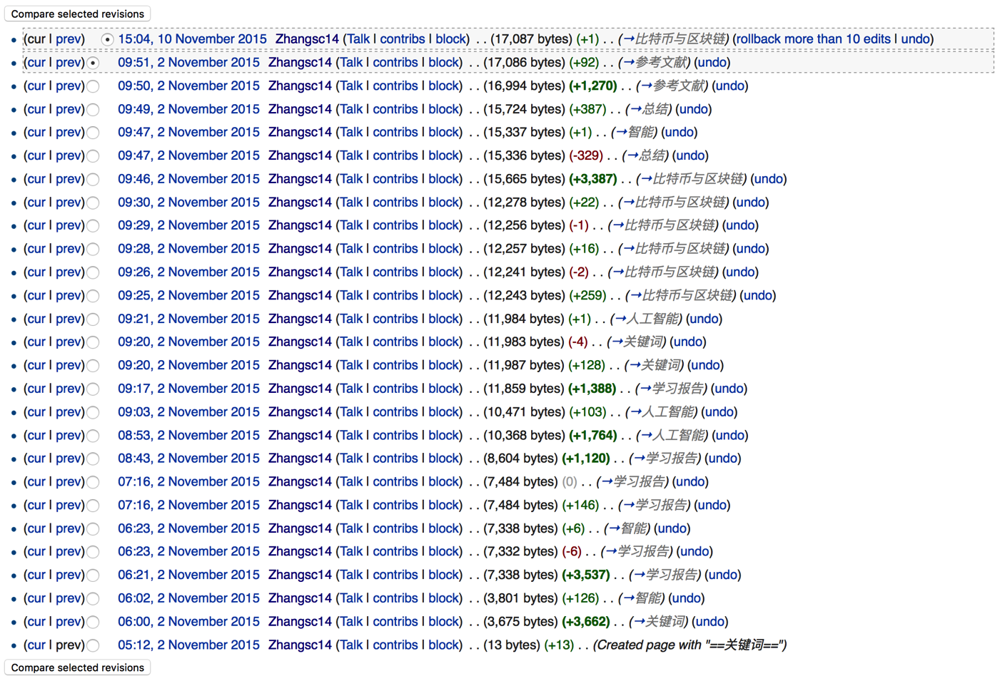 Compare selected revisions
(cur | prev) 15:04, 10 November 2015 Zhangsc14 (Talk | contribs | block) . . (17,087 bytes) (+1) . . (→比特币与区块链) (rollback more than 10 edits | undo)
(cur | prev) 09:51, 2 November 2015 Zhangsc14 (Talk | contribs | block) . . (17,086 bytes) (+92) . . (→参考文献) (undo)
(cur | prev) 09:50, 2 November 2015 Zhangsc14 (Talk | contribs | block) . . (16,994 bytes) (+1,270) . . (→参考文献) (undo)
(cur | prev) 09:49, 2 November 2015 Zhangsc14 (Talk | contribs | block) . . (15,724 bytes) (+387) . . (→总结) (undo)
(cur | prev) 09:47, 2 November 2015 Zhangsc14 (Talk | contribs | block) . . (15,337 bytes) (+1) . . (→智能) (undo)
(cur | prev) 09:47, 2 November 2015 Zhangsc14 (Talk | contribs | block) . . (15,336 bytes) (-329) . . (→总结) (undo)
(cur | prev) 09:46, 2 November 2015 Zhangsc14 (Talk | contribs | block) . . (15,665 bytes) (+3,387) . . (→比特币与区块链) (undo)
(cur | prev) 09:30, 2 November 2015 Zhangsc14 (Talk | contribs | block) . . (12,278 bytes) (+22) . . (→比特币与区块链) (undo)
(cur | prev) 09:29, 2 November 2015 Zhangsc14 (Talk | contribs | block) . . (12,256 bytes) (-1) . . (→比特币与区块链) (undo)
(cur | prev) 09:28, 2 November 2015 Zhangsc14 (Talk | contribs | block) . . (12,257 bytes) (+16) . . (→比特币与区块链) (undo)
(cur | prev) 09:26, 2 November 2015 Zhangsc14 (Talk | contribs | block) . . (12,241 bytes) (-2) . . (→比特币与区块链) (undo)
(cur | prev) 09:25, 2 November 2015 Zhangsc14 (Talk | contribs | block) . . (12,243 bytes) (+259) . . (→比特币与区块链) (undo)
(cur | prev) 09:21, 2 November 2015 Zhangsc14 (Talk | contribs | block) . . (11,984 bytes) (+1) . . (→人工智能) (undo)
(cur | prev) 09:20, 2 November 2015 Zhangsc14 (Talk | contribs | block) . . (11,983 bytes) (-4) . . (→关键词) (undo)
(cur | prev) 09:20, 2 November 2015 Zhangsc14 (Talk | contribs | block) . . (11,987 bytes) (+128) . . (→关键词) (undo)
(cur | prev) 09:17, 2 November 2015 Zhangsc14 (Talk | contribs | block) . . (11,859 bytes) (+1,388) . . (→学习报告) (undo)
(cur | prev) 09:03, 2 November 2015 Zhangsc14 (Talk | contribs | block) . . (10,471 bytes) (+103) . . (→人工智能) (undo)
(cur | prev) 08:53, 2 November 2015 Zhangsc14 (Talk | contribs | block) . . (10,368 bytes) (+1,764) . . (→人工智能) (undo)
(cur | prev) 08:43, 2 November 2015 Zhangsc14 (Talk | contribs | block) . . (8,604 bytes) (+1,120) . . (→学习报告) (undo)
(cur | prev) 07:16, 2 November 2015 Zhangsc14 (Talk | contribs | block) . . (7,484 bytes) (0) . . (→学习报告) (undo)
(cur | prev) 07:16, 2 November 2015 Zhangsc14 (Talk | contribs | block) . . (7,484 bytes) (+146) . . (→学习报告) (undo)
(cur | prev) 06:23, 2 November 2015 Zhangsc14 (Talk | contribs | block) . . (7,338 bytes) (+6) . . (→智能) (undo)
(cur | prev) 06:23, 2 November 2015 Zhangsc14 (Talk | contribs | block) . . (7,332 bytes) (-6) . . (→学习报告) (undo)
(cur | prev) 06:21, 2 November 2015 Zhangsc14 (Talk | contribs | block) . . (7,338 bytes) (+3,537) . . (→学习报告) (undo)
(cur | prev) 06:02, 2 November 2015 Zhangsc14 (Talk | contribs | block) . . (3,801 bytes) (+126) . . (→智能) (undo)
(cur | prev) 06:00, 2 November 2015 Zhangsc14 (Talk | contribs | block) . . (3,675 bytes) (+3,662) . . (→关键词) (undo)
(cur | prev) 05:12, 2 November 2015 Zhangsc14 (Talk | contribs | block) . . (13 bytes) (+13) . . (Created page with "==关键词==")
Compare selected revisions